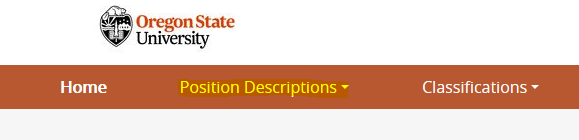 Oregon State
University
Home Position Descriptions Classifications